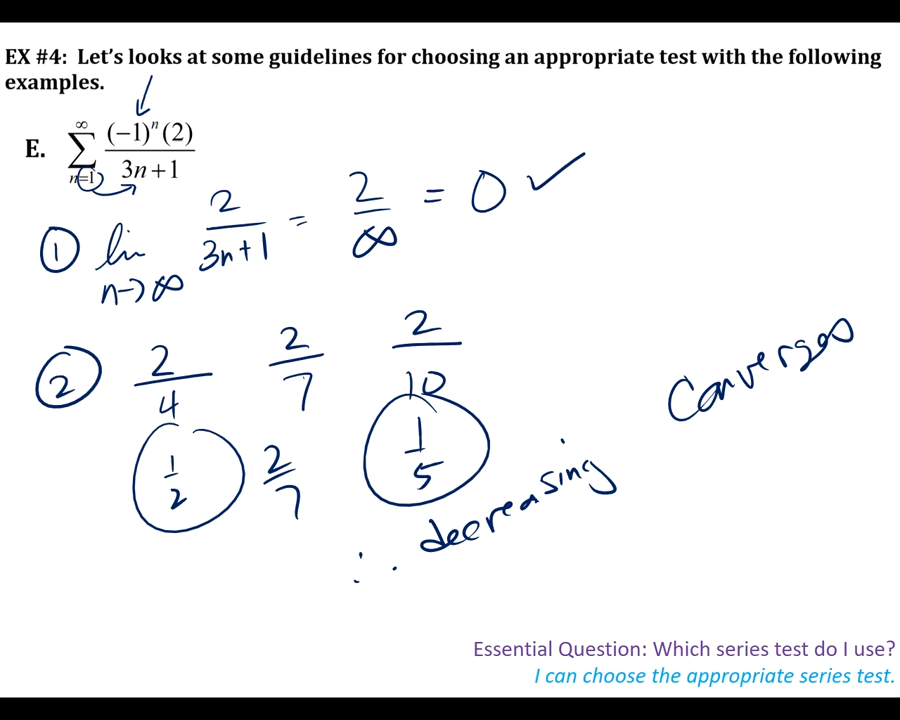 EX #4: Let's looks at some guidelines for choosing an appropriate test with the following
examples.
E. ∞ ∑ n=1 (−1)ⁿ(2) / 3n+1
① lim n→∞ 2/(3n+1) = 2/∞ = 0 ✓
② 2/4 2/7 2/10
1/2 2/7 1/5
∴ decreasing
Converges
Essential Question: Which series test do I use?
I can choose the appropriate series test.